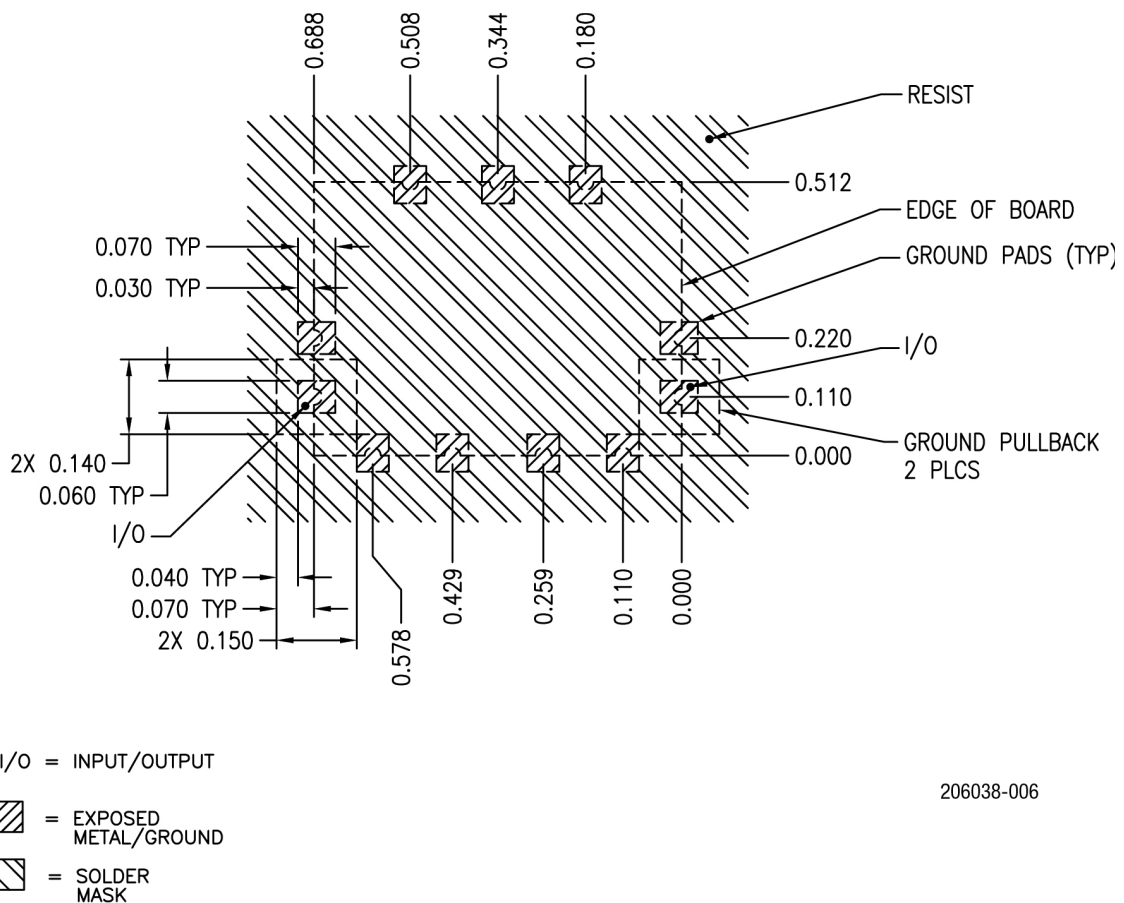 0.688
0.508
0.344
0.180
RESIST
0.512
EDGE OF BOARD
GROUND PADS (TYP)
0.070 TYP
0.030 TYP
0.220
I/O
0.110
GROUND PULLBACK
2 PLCS
0.000
2X 0.140
0.060 TYP
I/O
0.040 TYP
0.070 TYP
2X 0.150
0.578
0.429
0.259
0.110
0.000
I/O = INPUT/OUTPUT
= EXPOSED
METAL/GROUND
= SOLDER
MASK
206038-006